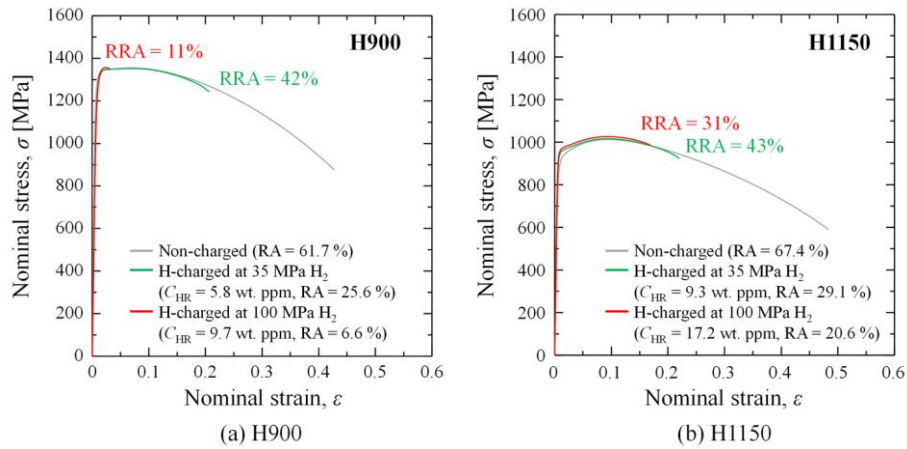 H900
RRA = 11%
RRA = 42%
1600
1400
1200
1000
800
600
400
200
0
Nominal stress, σ [MPa]
Non-charged (RA = 61.7 %)
H-charged at 35 MPa H₂
(C_HR = 5.8 wt. ppm, RA = 25.6 %)
H-charged at 100 MPa H₂
(C_HR = 9.7 wt. ppm, RA = 6.6 %)
0 0.1 0.2 0.3 0.4 0.5 0.6
Nominal strain, ε
(a) H900
H1150
RRA = 31%
RRA = 43%
1600
1400
1200
1000
800
600
400
200
0
Nominal stress, σ [MPa]
Non-charged (RA = 67.4 %)
H-charged at 35 MPa H₂
(C_HR = 9.3 wt. ppm, RA = 29.1 %)
H-charged at 100 MPa H₂
(C_HR = 17.2 wt. ppm, RA = 20.6 %)
0 0.1 0.2 0.3 0.4 0.5 0.6
Nominal strain, ε
(b) H1150